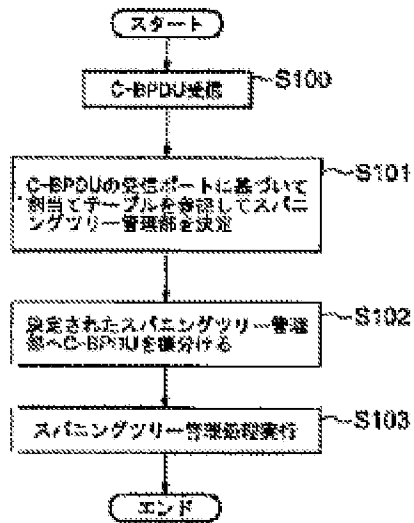 スタート
C-BPDU受信
S100
C-BPDUの受信ポートに基づいて
割当てテーブルを参照してスパニ
ングツリー管理部を決定
S101
決定されたスパニングツリー管理
部へC-BPDUを振分ける
S102
スパニングツリー管理処理実行
S103
エンド